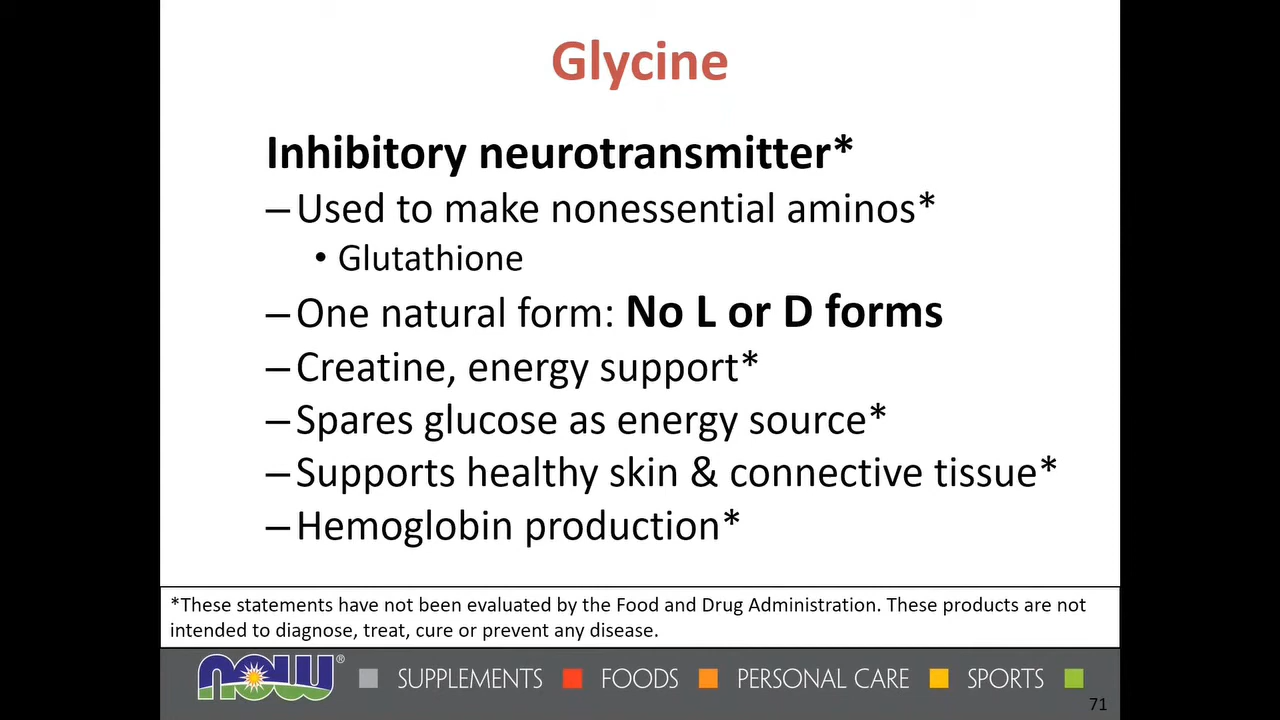 Glycine
Inhibitory neurotransmitter*
–Used to make nonessential aminos*
• Glutathione
–One natural form: No L or D forms
–Creatine, energy support*
–Spares glucose as energy source*
–Supports healthy skin & connective tissue*
–Hemoglobin production*
*These statements have not been evaluated by the Food and Drug Administration. These products are not
intended to diagnose, treat, cure or prevent any disease.
now® SUPPLEMENTS FOODS PERSONAL CARE SPORTS
71